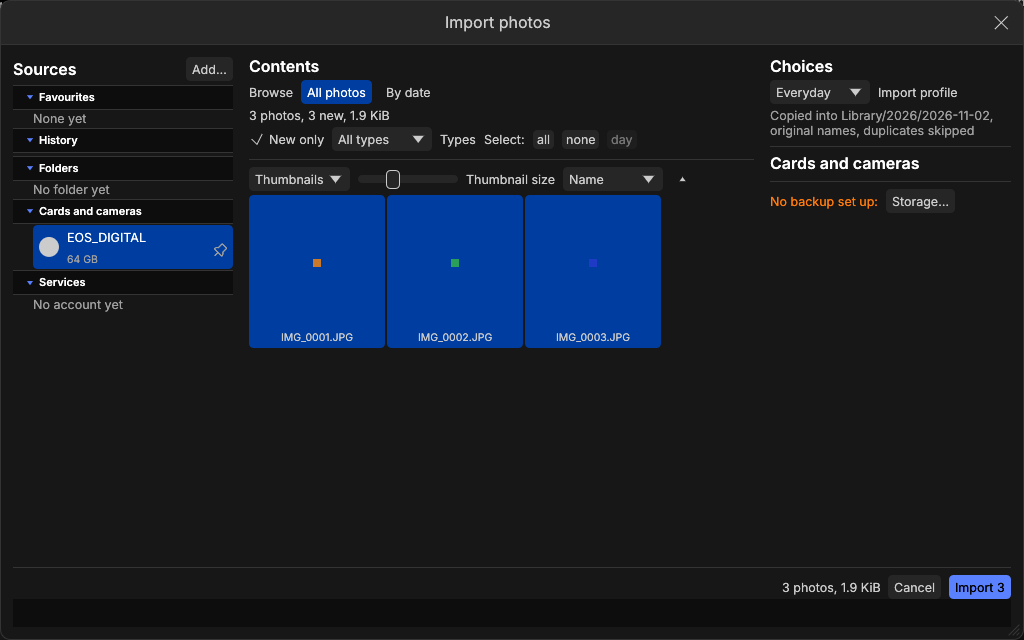 Import photos
Sources
Add...
Favourites
None yet
History
Folders
No folder yet
Cards and cameras
EOS_DIGITAL
64 GB
Services
No account yet
Contents
Browse All photos By date
3 photos, 3 new, 1.9 KiB
New only All types Types Select: all none day
Thumbnails Thumbnail size Name
IMG_0001.JPG IMG_0002.JPG IMG_0003.JPG
Choices
Everyday Import profile
Copied into Library/2026/2026-11-02,
original names, duplicates skipped
Cards and cameras
No backup set up: Storage...
3 photos, 1.9 KiB Cancel Import 3